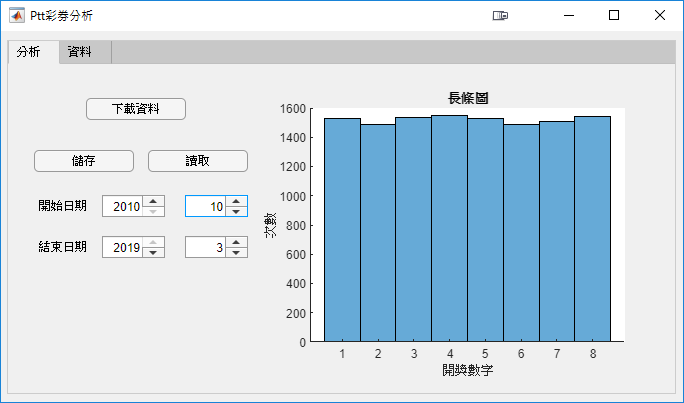 Ptt彩券分析
分析 資料
下載資料
儲存 讀取
開始日期 2010 10
結束日期 2019 3
長條圖
1600
1400
1200
1000
800
600
400
200
0
次數
1 2 3 4 5 6 7 8
開獎數字